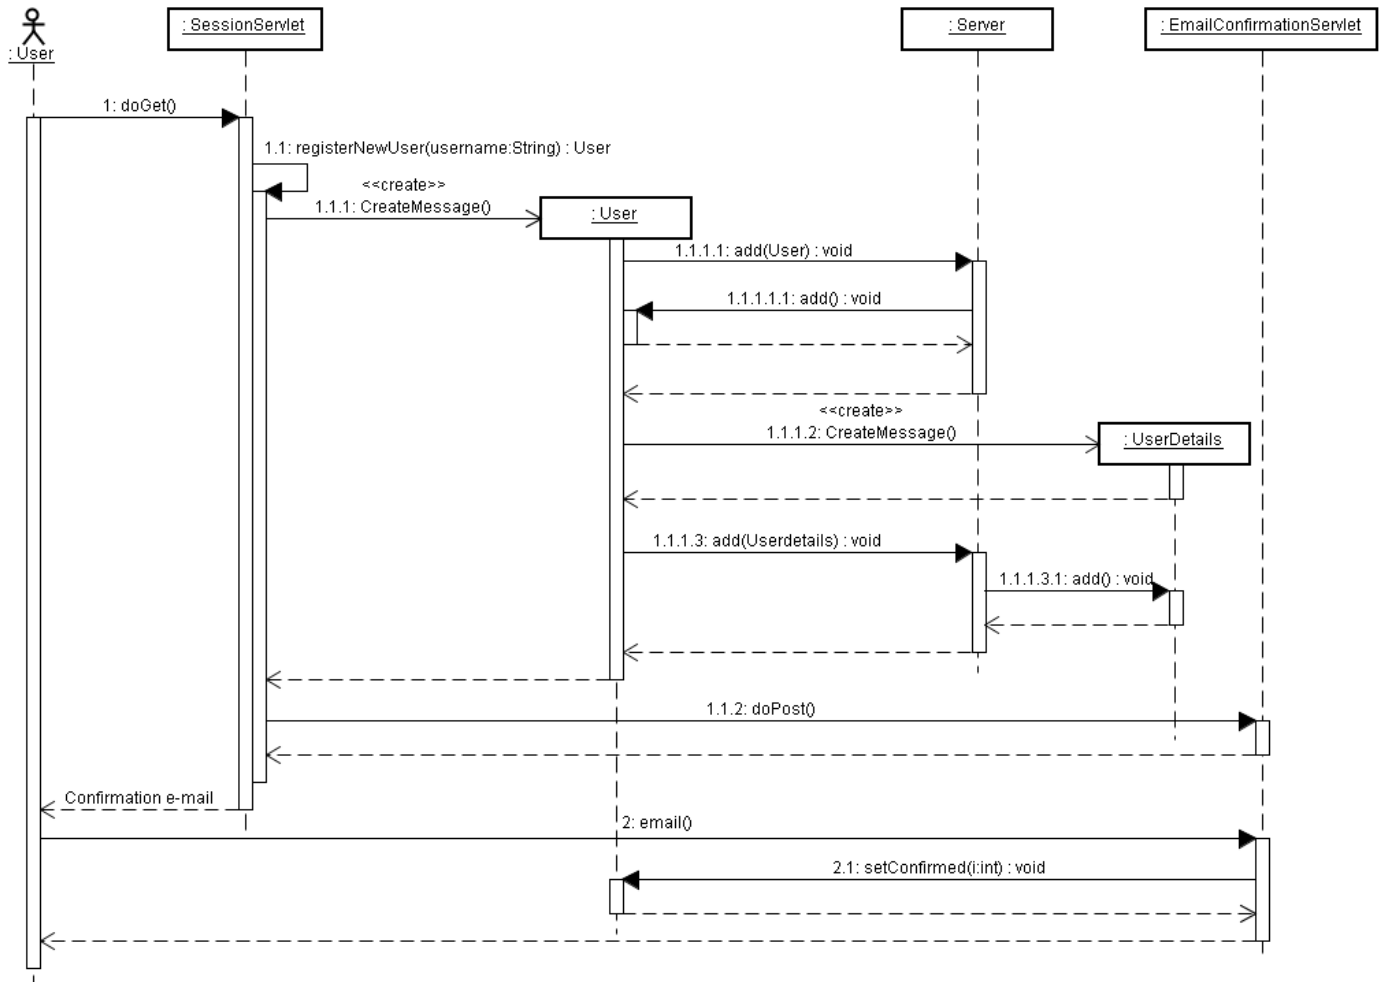 : User
: SessionServlet
: Server
: EmailConfirmationServlet
1: doGet()
1.1: registerNewUser(username:String) : User
<<create>>
1.1.1: CreateMessage()
: User
1.1.1.1: add(User) : void
1.1.1.1.1: add() : void
<<create>>
1.1.1.2: CreateMessage()
: UserDetails
1.1.1.3: add(Userdetails) : void
1.1.1.3.1: add() : void
1.1.2: doPost()
Confirmation e-mail
2: email()
2.1: setConfirmed(i:int) : void